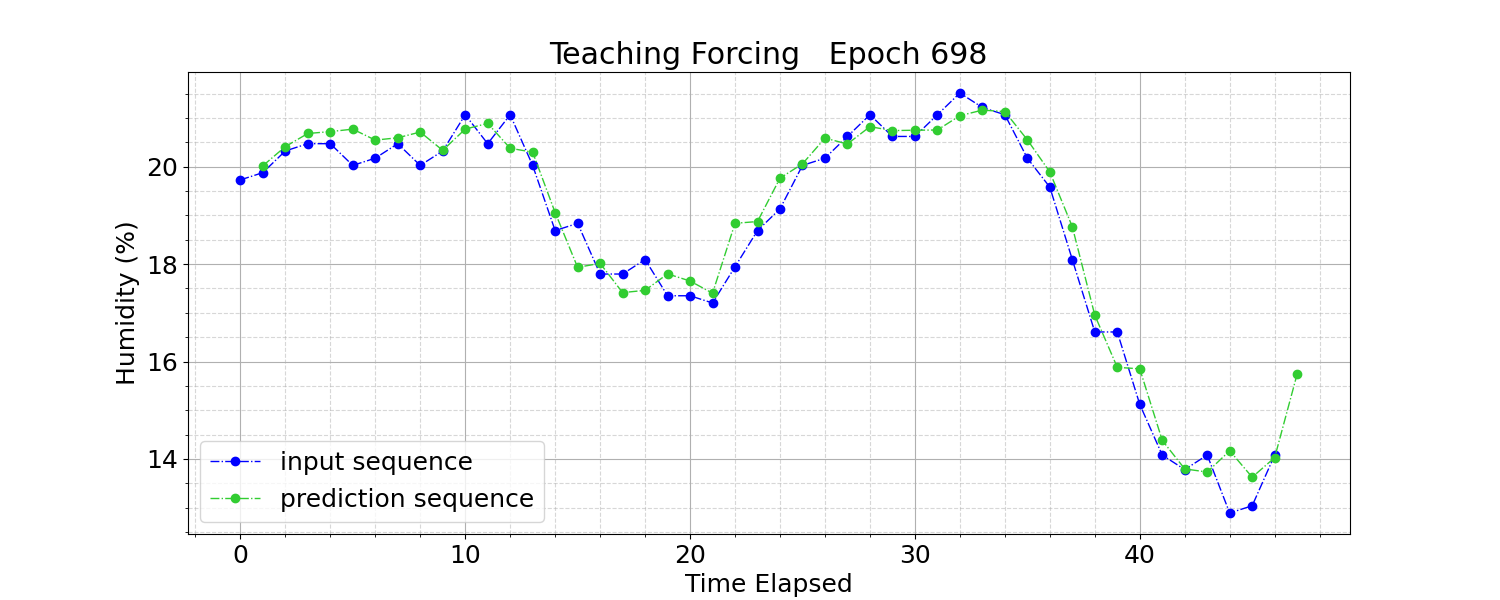 Teaching Forcing   Epoch 698
Humidity (%)
20
18
16
14
input sequence
prediction sequence
0 10 20 30 40
Time Elapsed